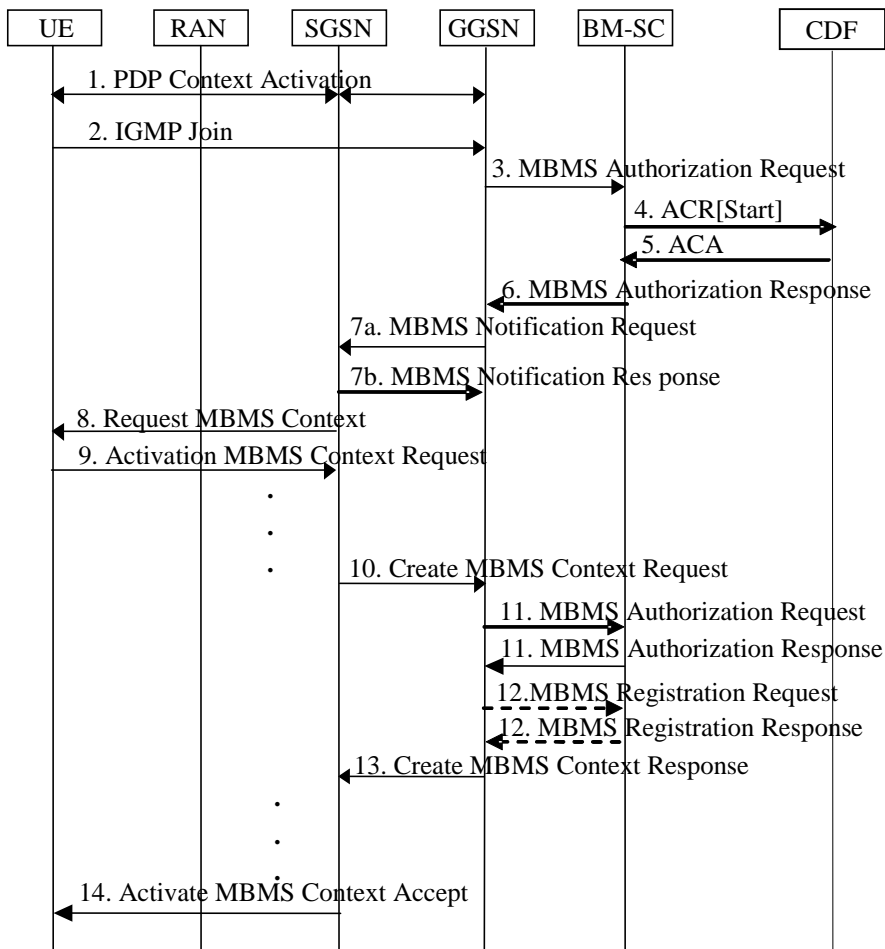 UE
RAN
SGSN
GGSN
BM-SC
CDF
1. PDP Context Activation
2. IGMP Join
3. MBMS Authorization Request
4. ACR[Start]
5. ACA
6. MBMS Authorization Response
7a. MBMS Notification Request
7b. MBMS Notification Res ponse
8. Request MBMS Context
9. Activation MBMS Context Request
10. Create MBMS Context Request
11. MBMS Authorization Request
11. MBMS Authorization Response
12.MBMS Registration Request
12. MBMS Registration Response
13. Create MBMS Context Response
14. Activate MBMS Context Accept